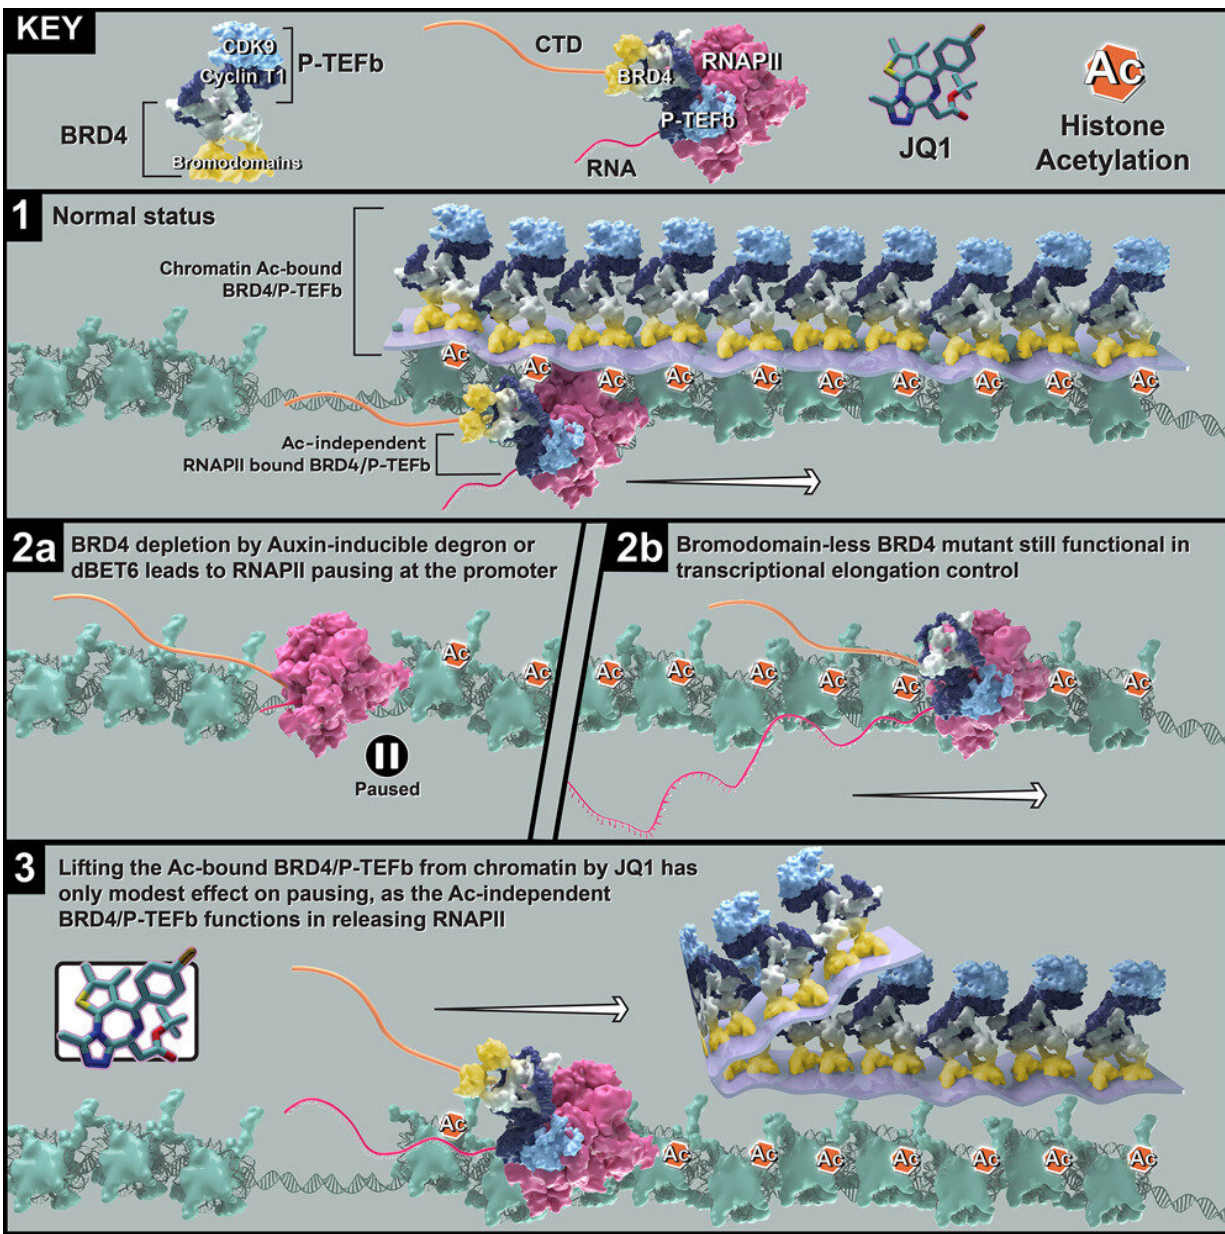 KEY
CDK9
Cyclin T1
P-TEFb
BRD4
Bromodomains
CTD
BRD4
RNAPII
P-TEFb
RNA
JQ1
Ac
Histone
Acetylation
1 Normal status
Chromatin Ac-bound
BRD4/P-TEFb
Ac
Ac
Ac
Ac
Ac
Ac
Ac
Ac
Ac
Ac
Ac-independent
RNAPII bound BRD4/P-TEFb
2a BRD4 depletion by Auxin-inducible degron or
dBET6 leads to RNAPII pausing at the promoter
Ac
Ac
Paused
2b Bromodomain-less BRD4 mutant still functional in
transcriptional elongation control
Ac
Ac
Ac
Ac
Ac
Ac
Ac
3 Lifting the Ac-bound BRD4/P-TEFb from chromatin by JQ1 has
only modest effect on pausing, as the Ac-independent
BRD4/P-TEFb functions in releasing RNAPII
Ac
Ac
Ac
Ac
Ac
Ac
Ac
Ac